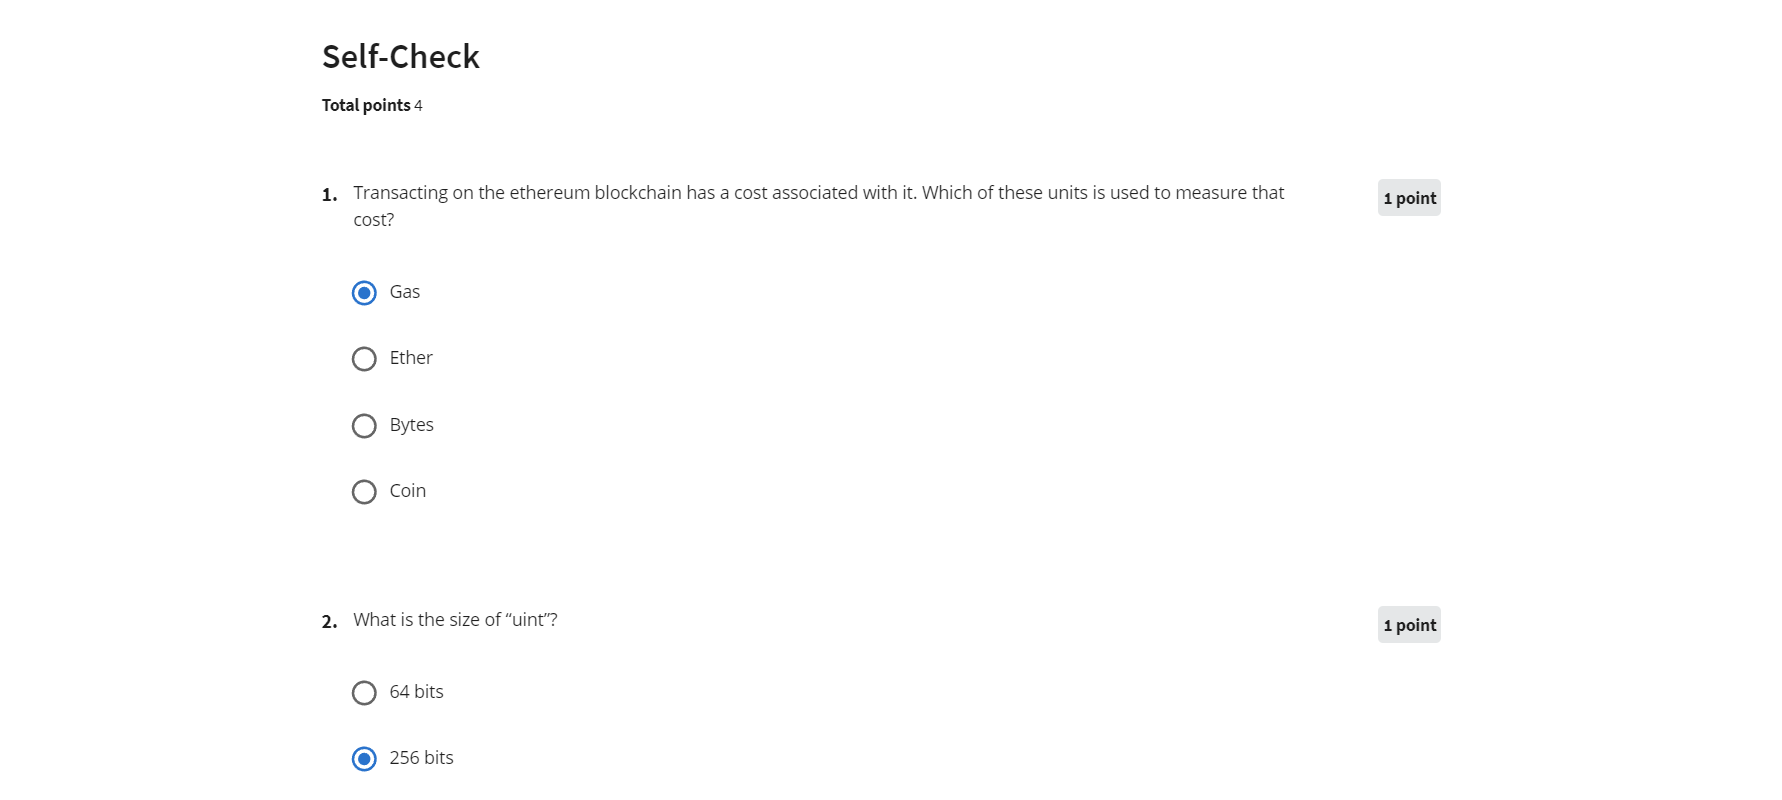 Self-Check
Total points 4
1. Transacting on the ethereum blockchain has a cost associated with it. Which of these units is used to measure that
cost?
1 point
Gas
Ether
Bytes
Coin
2. What is the size of “uint”?
1 point
64 bits
256 bits